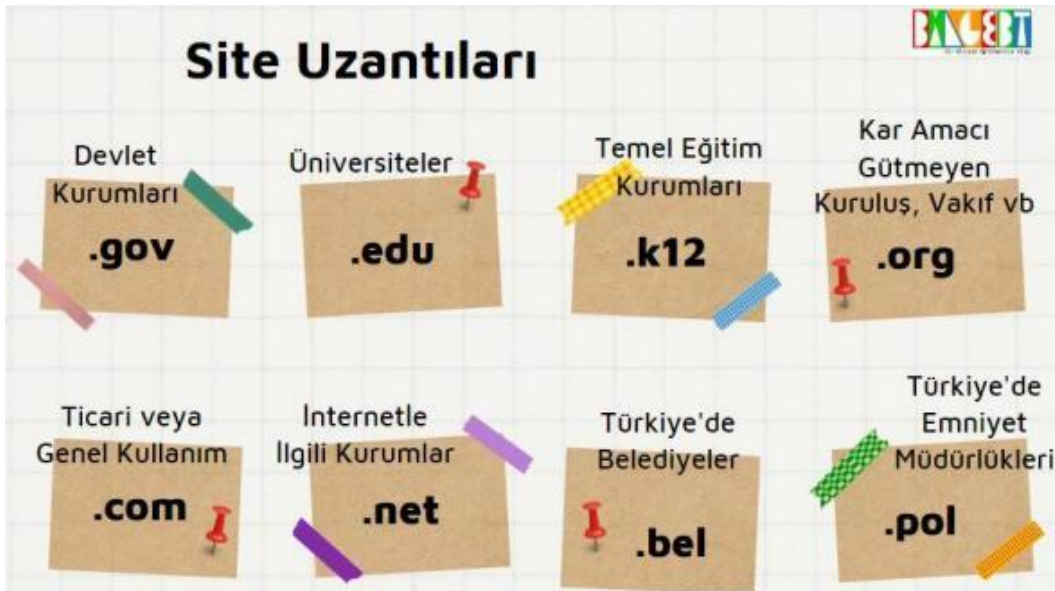 Site Uzantıları
Devlet
Kurumları
.gov
Üniversiteler
.edu
Temel Eğitim
Kurumları
.k12
Kar Amacı
Gütmeyen
Kuruluş, Vakıf vb
.org
Ticari veya
Genel Kullanım
.com
İnternetle
İlgili Kurumlar
.net
Türkiye'de
Belediyeler
.bel
Türkiye'de
Emniyet
Müdürlükleri
.pol